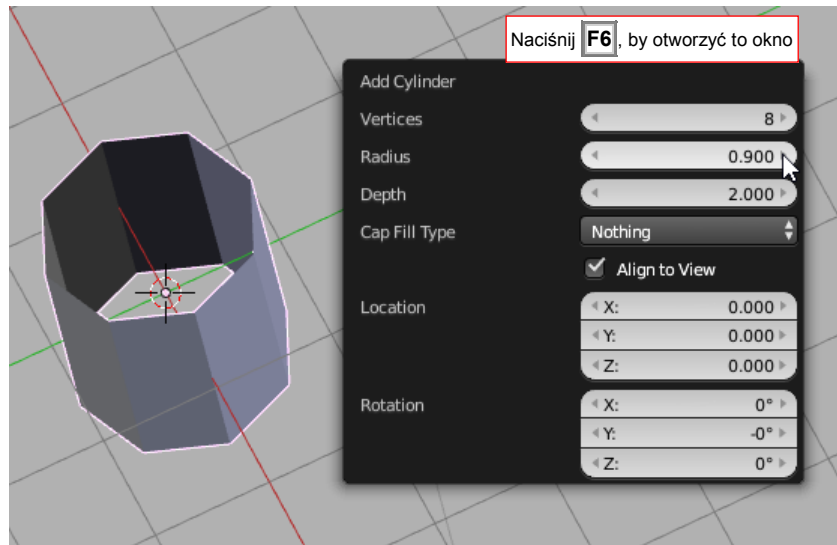 Naciśnij F6, by otworzyć to okno
Add Cylinder
Vertices 8
Radius 0.900
Depth 2.000
Cap Fill Type Nothing
Align to View
Location X: 0.000
Y: 0.000
Z: 0.000
Rotation X: 0°
Y: -0°
Z: 0°